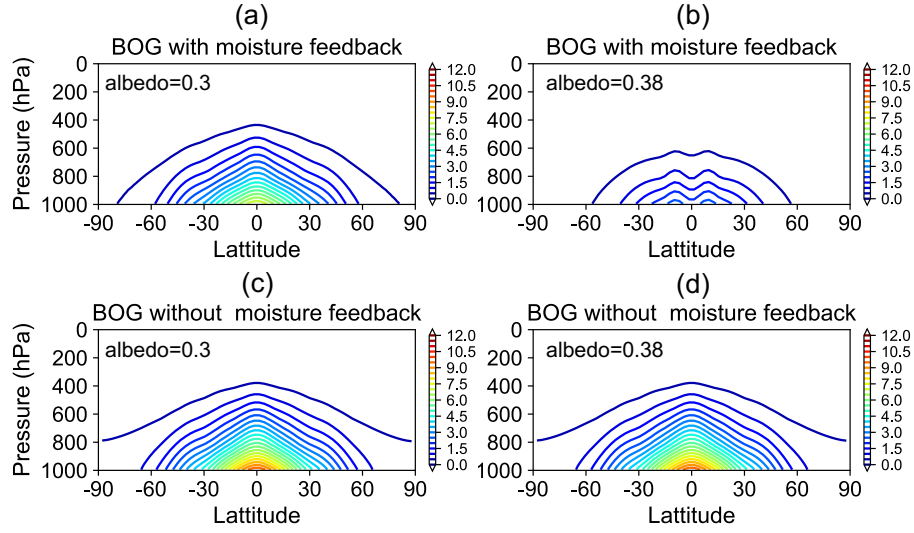 (a)
BOG with moisture feedback
albedo=0.3
Pressure (hPa)
0
200
400
600
800
1000
-90 -60 -30 0 30 60 90
Lattitude
12.0
10.5
9.0
7.5
6.0
4.5
3.0
1.5
0.0
(b)
BOG with moisture feedback
albedo=0.38
0
200
400
600
800
1000
-90 -60 -30 0 30 60 90
Lattitude
12.0
10.5
9.0
7.5
6.0
4.5
3.0
1.5
0.0
(c)
BOG without moisture feedback
albedo=0.3
Pressure (hPa)
0
200
400
600
800
1000
-90 -60 -30 0 30 60 90
Lattitude
12.0
10.5
9.0
7.5
6.0
4.5
3.0
1.5
0.0
(d)
BOG without moisture feedback
albedo=0.38
0
200
400
600
800
1000
-90 -60 -30 0 30 60 90
Lattitude
12.0
10.5
9.0
7.5
6.0
4.5
3.0
1.5
0.0